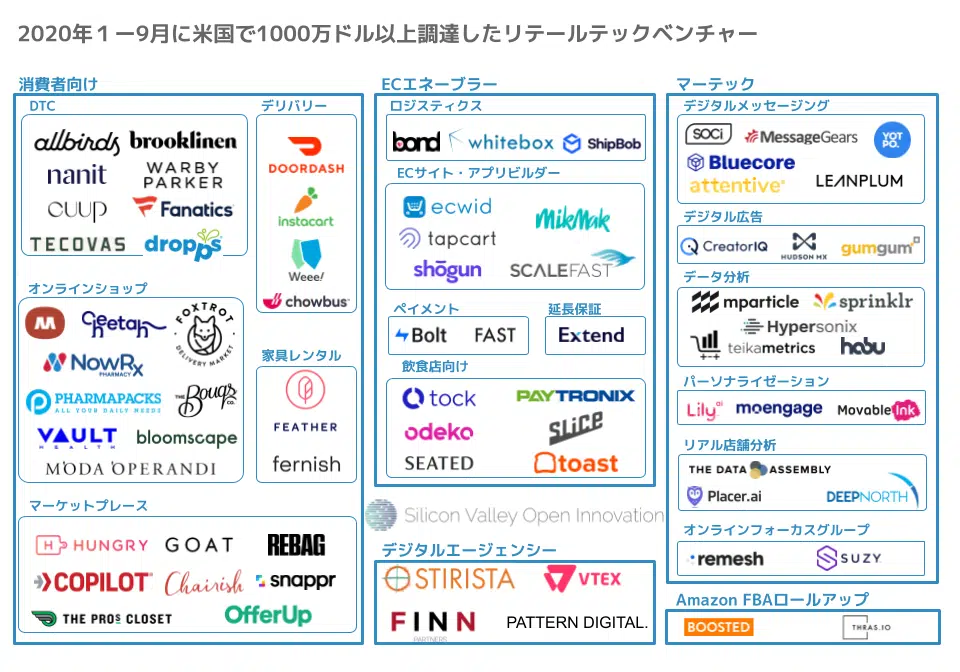 2020年１ー9月に米国で1000万ドル以上調達したリテールテックベンチャー
消費者向け
DTC
allbirds brooklinen
nanit WARBY PARKER
cuup Fanatics
TECOVAS dropps
デリバリー
DOORDASH
instacart
Weee!
chowbus
オンラインショップ
M Cheetah FOXTROT DELIVERY MARKET
NowRx PHARMACY
PHARMAPACKS ALL YOUR DAILY NEEDS The Bouqs Co.
VAULT HEALTH bloomscape
MODA OPERANDI
家具レンタル
FEATHER
fernish
マーケットプレース
H HUNGRY GOAT REBAG
COPILOT Chairish snappr
THE PROS CLOSET OfferUp
ECエネーブラー
ロジスティクス
bond whitebox ShipBob
ECサイト・アプリビルダー
ecwid MikMak
tapcart
shōgun SCALEFAST
ペイメント
Bolt FAST
延長保証
Extend
飲食店向け
tock PAYTRONIX
odeko SLiCE
SEATED toast
Silicon Valley Open Innovation
デジタルエージェンシー
STIRISTA VTEX
FINN PARTNERS PATTERN DIGITAL.
マーテック
デジタルメッセージング
SOCi MessageGears YOTPO.
Bluecore
attentive LEANPLUM
デジタル広告
CreatorIQ HUDSON MX gumgum
データ分析
mparticle sprinklr
Hypersonix
teikametrics habu
パーソナライゼーション
Lily AI moengage Movable Ink
リアル店舗分析
THE DATA ASSEMBLY
Placer.ai DEEPNORTH
オンラインフォーカスグループ
remesh SUZY
Amazon FBAロールアップ
BOOSTED THRAS.IO